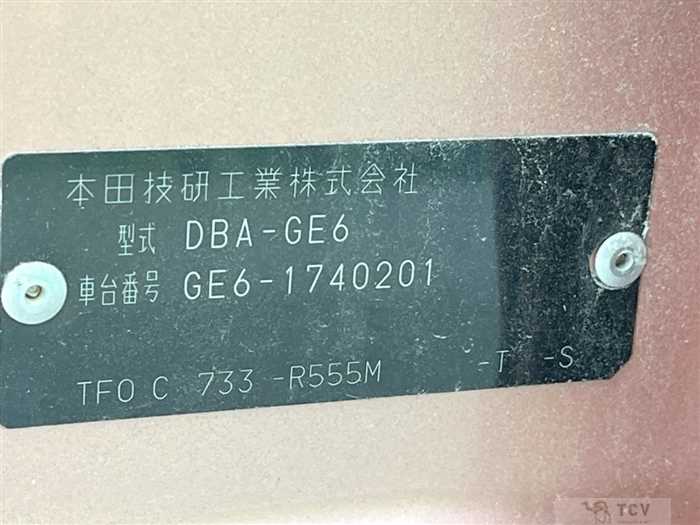 本田技研工業株式会社
型式 DBA-GE6
車台番号 GE6-1740201
TF0 C 733 -R555M -T -S
TCV